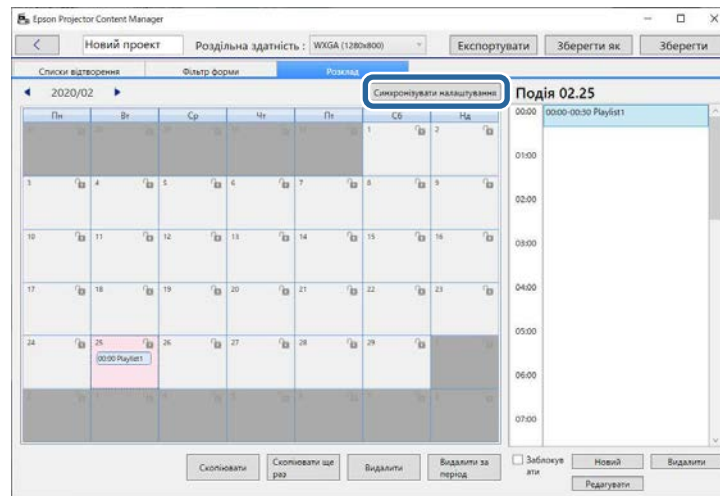 Epson Projector Content Manager
Новий проект Роздільна здатність : WXGA (1280x800) Експортувати Зберегти як Зберегти
Списки відтворення Фільтр форми Розклад
2020/02 Синхронізувати налаштування Подія 02.25
Пн Вт Ср Чт Пт Сб Нд
00:00 00:00-00:30 Playlist1
1 2
01:00
3 4 5 6 7 8 9
02:00
10 11 12 13 14 15 16
03:00
17 18 19 20 21 22 23
04:00
05:00
24 25 26 27 28 29
00:00 Playlist1
06:00
07:00
Скопіювати Скопіювати ще раз Видалити Видалити за період
Заблокувати Новий Видалити
Редагувати